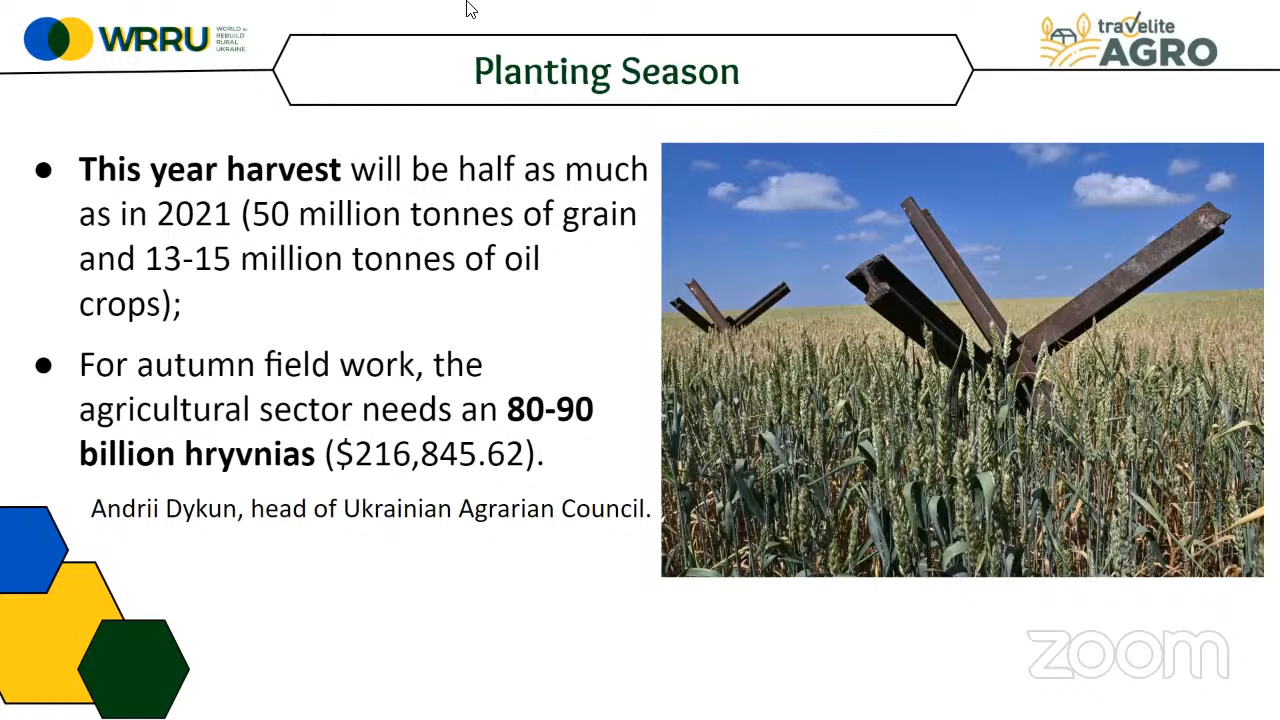 WRRU
WORLD to
REBUILD
RURAL
UKRAINE
Planting Season
travelite
AGRO
● This year harvest will be half as much
as in 2021 (50 million tonnes of grain
and 13-15 million tonnes of oil
crops);
● For autumn field work, the
agricultural sector needs an 80-90
billion hryvnias ($216,845.62).
Andrii Dykun, head of Ukrainian Agrarian Council.
zoom